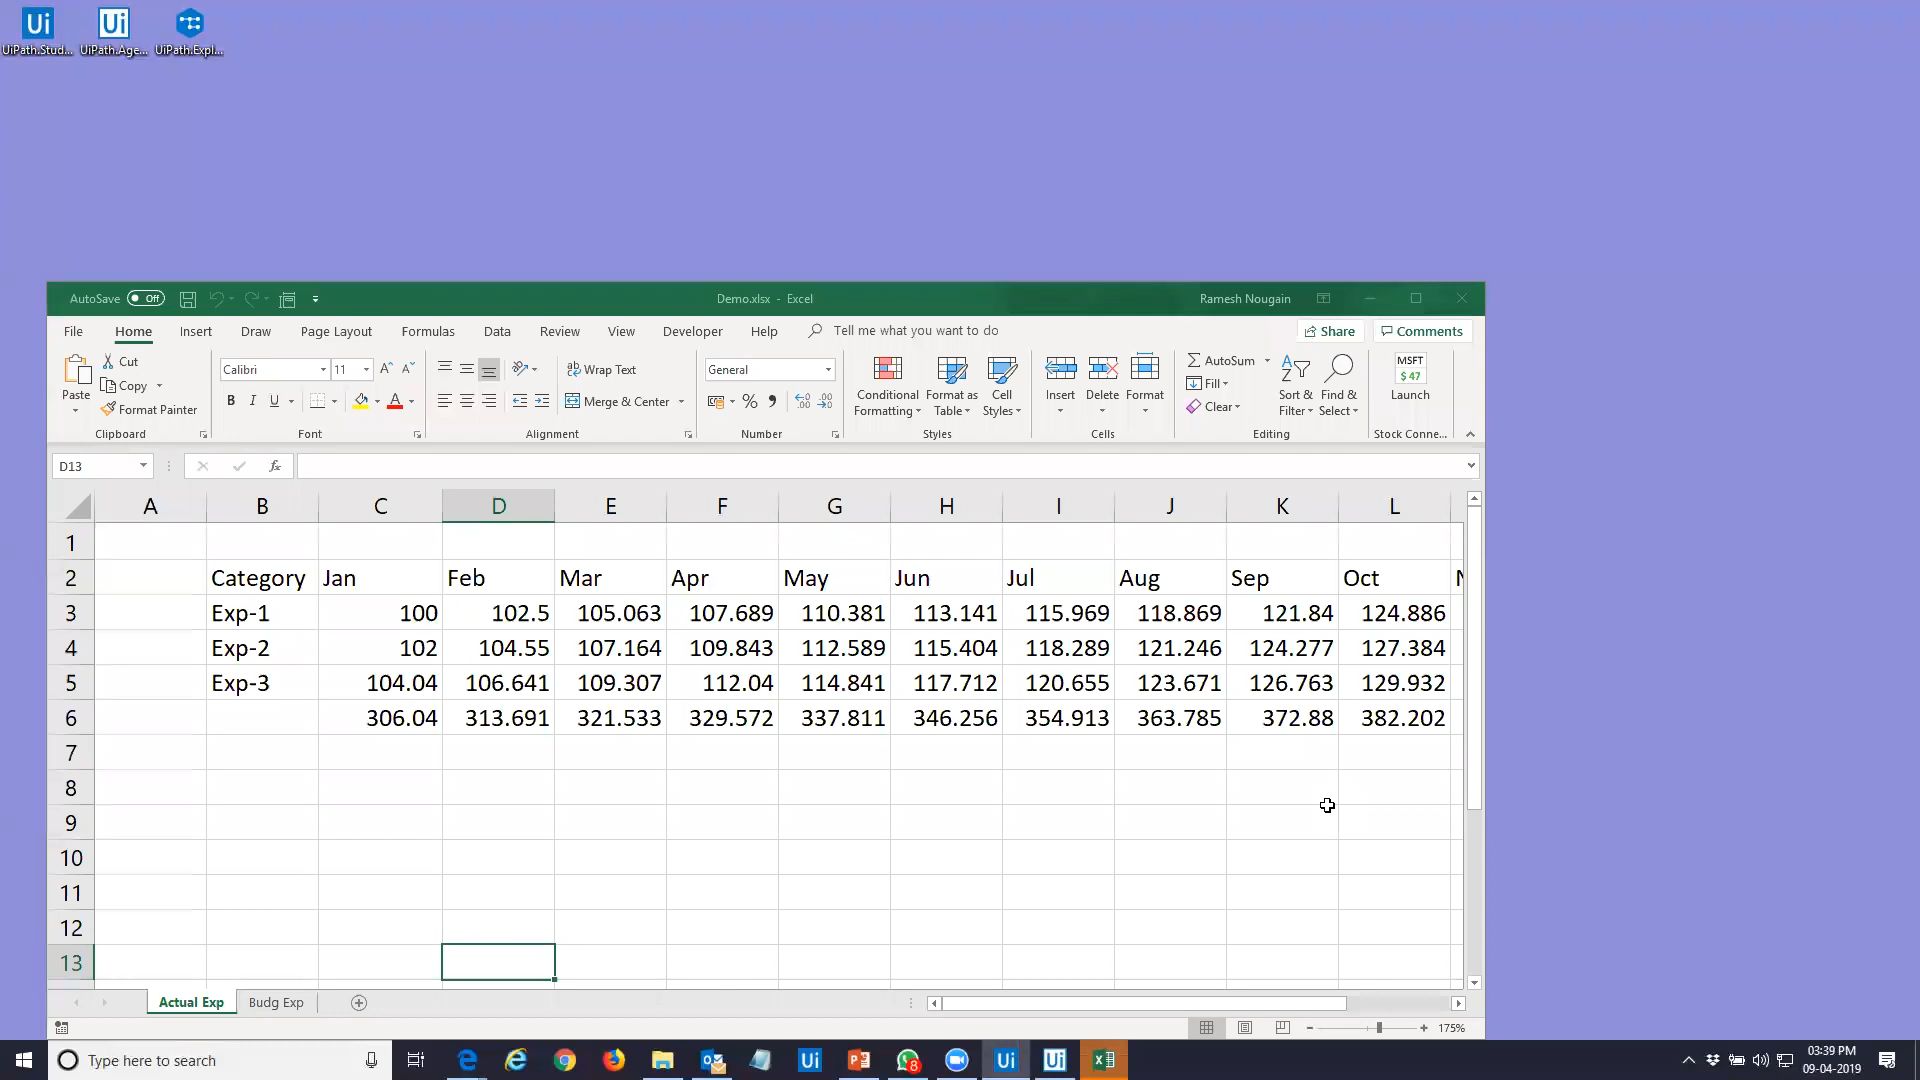 UiPath.Stud... UiPath.Age... UiPath.Expl...
AutoSave Off Demo.xlsx - Excel Ramesh Nougain
File Home Insert Draw Page Layout Formulas Data Review View Developer Help Tell me what you want to do Share Comments
Paste Cut Copy Format Painter Clipboard
Calibri 11 B I U A Font
Wrap Text Merge & Center Alignment
General % Number
Conditional Formatting Format as Table Cell Styles Styles
Insert Delete Format Cells
AutoSum Fill Clear Sort & Filter Find & Select Editing
MSFT $ 47 Launch Stock Conne...
D13 fx
A B C D E F G H I J K L
1
2 Category Jan Feb Mar Apr May Jun Jul Aug Sep Oct
3 Exp-1 100 102.5 105.063 107.689 110.381 113.141 115.969 118.869 121.84 124.886
4 Exp-2 102 104.55 107.164 109.843 112.589 115.404 118.289 121.246 124.277 127.384
5 Exp-3 104.04 106.641 109.307 112.04 114.841 117.712 120.655 123.671 126.763 129.932
6 306.04 313.691 321.533 329.572 337.811 346.256 354.913 363.785 372.88 382.202
7
8
9
10
11
12
13
Actual Exp Budg Exp
175%
Type here to search 8 03:39 PM
09-04-2019